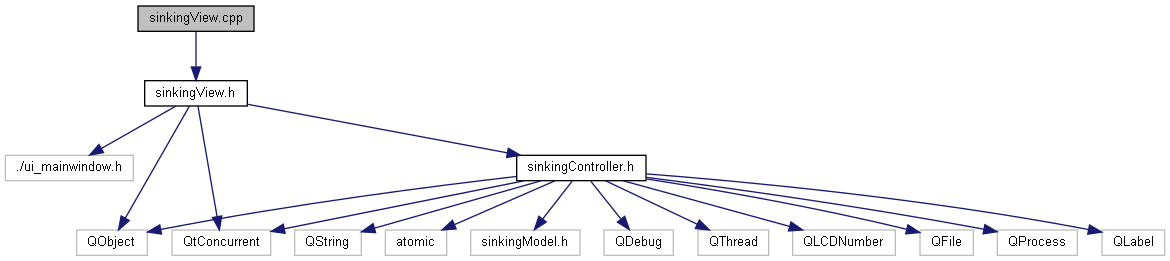 sinkingView.cpp
sinkingView.h
./ui_mainwindow.h
sinkingController.h
QObject
QtConcurrent
QString
atomic
sinkingModel.h
QDebug
QThread
QLCDNumber
QFile
QProcess
QLabel